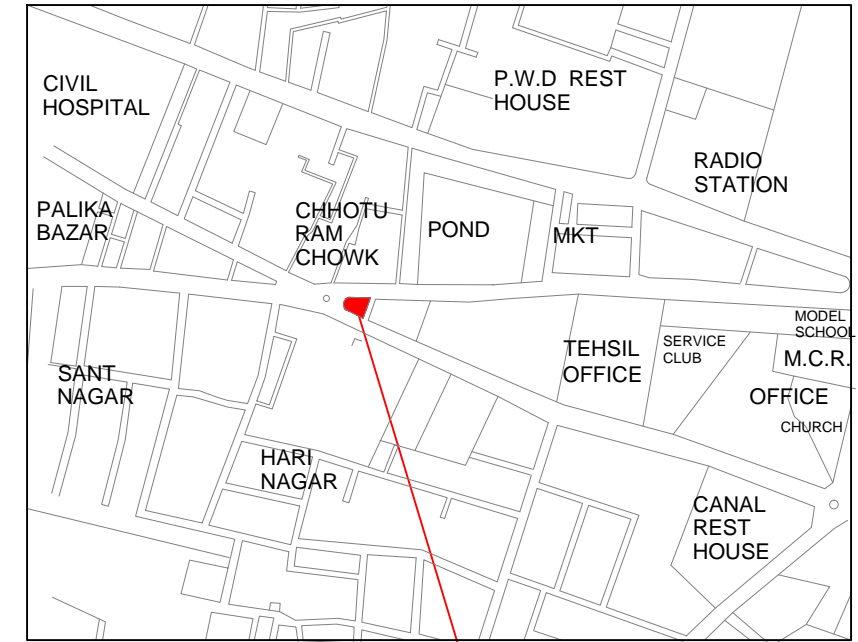 CIVIL
HOSPITAL
P.W.D REST
HOUSE
RADIO
STATION
PALIKA
BAZAR
CHHOTU
RAM
CHOWK
POND
MKT
MODEL
SCHOOL
TEHSIL
OFFICE
SERVICE
CLUB
M.C.R.
OFFICE
CHURCH
SANT
NAGAR
HARI
NAGAR
CANAL
REST
HOUSE